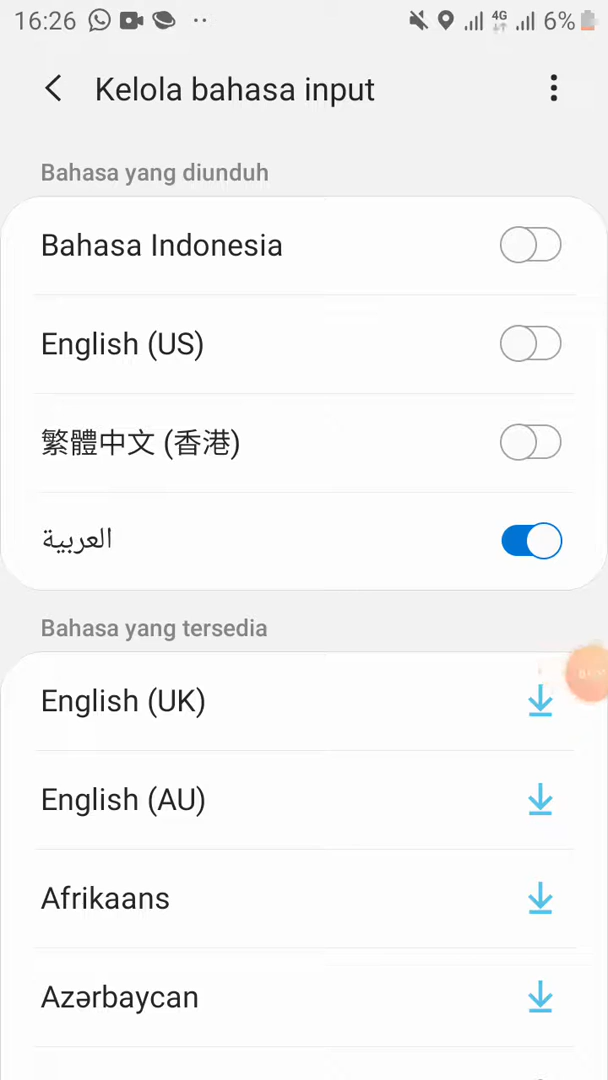 16:26
4G
6%
Kelola bahasa input
Bahasa yang diunduh
Bahasa Indonesia
English (US)
繁體中文 (香港)
العربية
Bahasa yang tersedia
English (UK)
English (AU)
Afrikaans
Azərbaycan